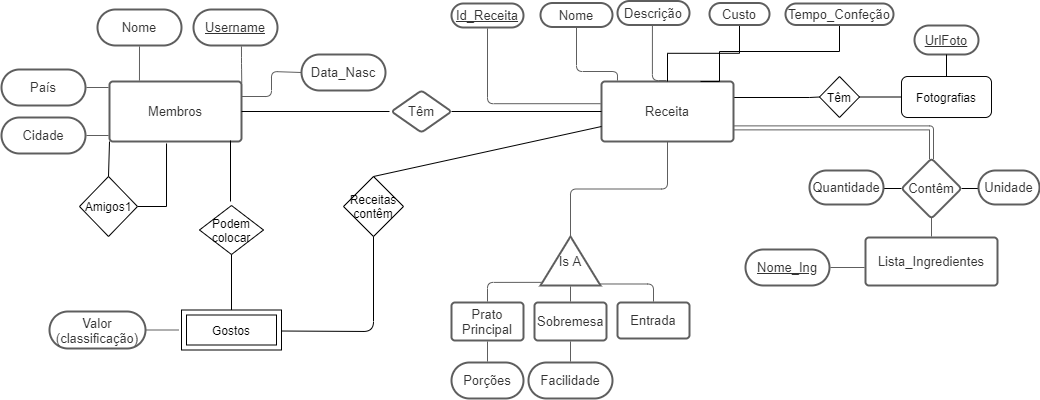 Nome
Username
Id_Receita
Nome
Descrição
Custo
Tempo_Confeção
UrlFoto
País
Data_Nasc
Membros
Têm
Receita
Têm
Fotografias
Cidade
Amigos1
Receitas
contêm
Podem
colocar
Quantidade
Contêm
Unidade
Is A
Lista_Ingredientes
Nome_Ing
Valor
(classificação)
Gostos
Prato
Principal
Sobremesa
Entrada
Porções
Facilidade